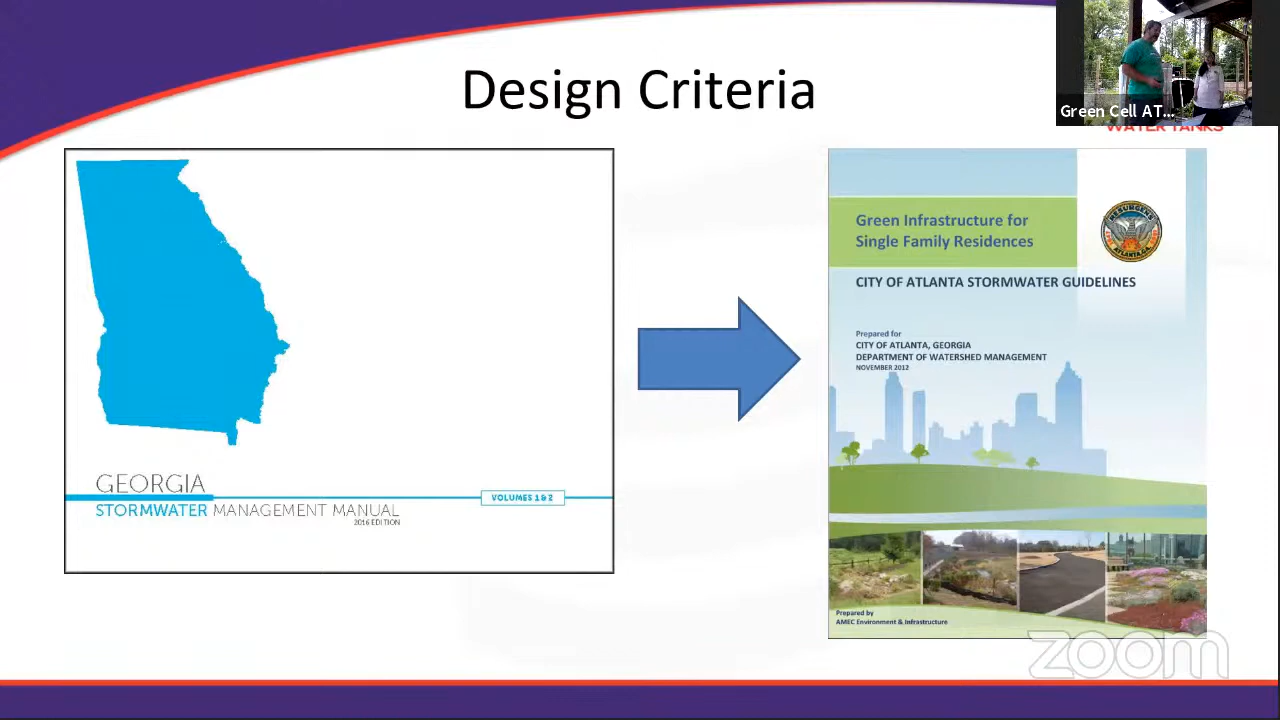 Design Criteria
Green Cell AT...
WATER TANKS
GEORGIA
STORMWATER MANAGEMENT MANUAL
2016 EDITION
VOLUMES 1 & 2
Green Infrastructure for
Single Family Residences
CITY OF ATLANTA STORMWATER GUIDELINES
Prepared for
CITY OF ATLANTA, GEORGIA
DEPARTMENT OF WATERSHED MANAGEMENT
NOVEMBER 2012
Prepared by
AMEC Environment & Infrastructure
zoom